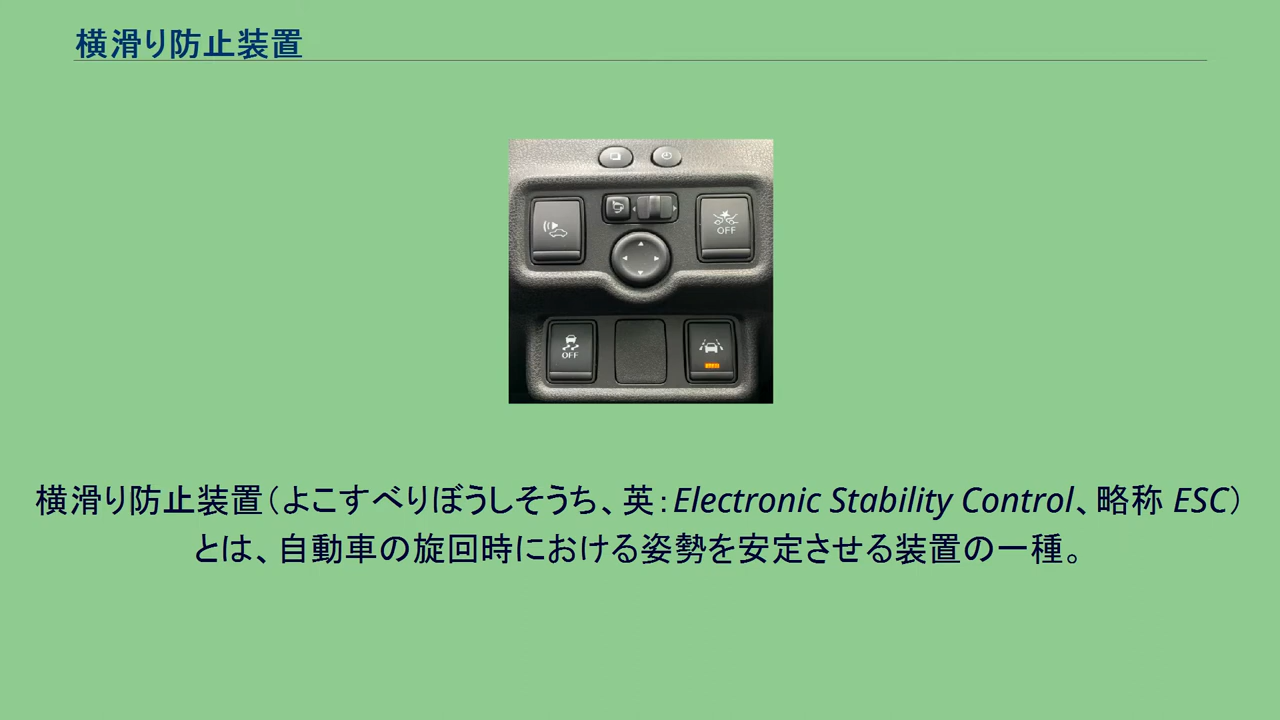 横滑り防止装置
OFF
OFF
横滑り防止装置（よこすべりぼうしそうち、英：Electronic Stability Control、略称 ESC）
とは、自動車の旋回時における姿勢を安定させる装置の一種。